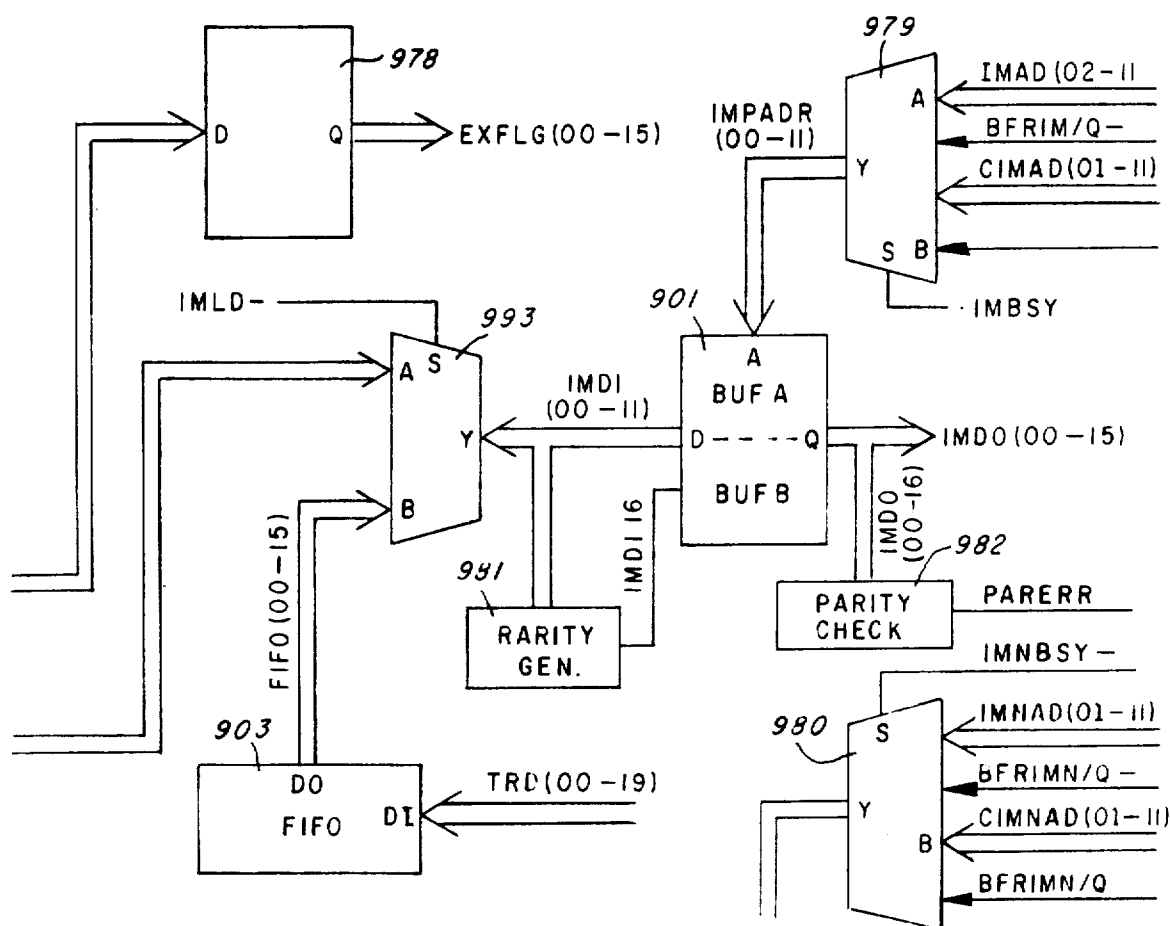 978
D
Q
EXFLG(00-15)
979
IMAD(02-11
A
BFRIM/Q-
CIMAD(01-11)
Y
S
B
IMBSY
IMPADR
(00-11)
IMLD-
993
S
A
Y
B
901
A
BUF A
D----Q
BUF B
IMDI
(00-11)
IMDO(00-15)
IMDO
(00-16)
IMDI 16
FIFO(00-15)
981
RARITY
GEN.
982
PARITY
CHECK
PARERR
903
DO
FIFO
DI
TRD(00-19)
IMNBSY-
980
S
IMNAD(01-11)
BFRIMN/Q-
Y
CIMNAD(01-11)
B
BFRIMN/Q